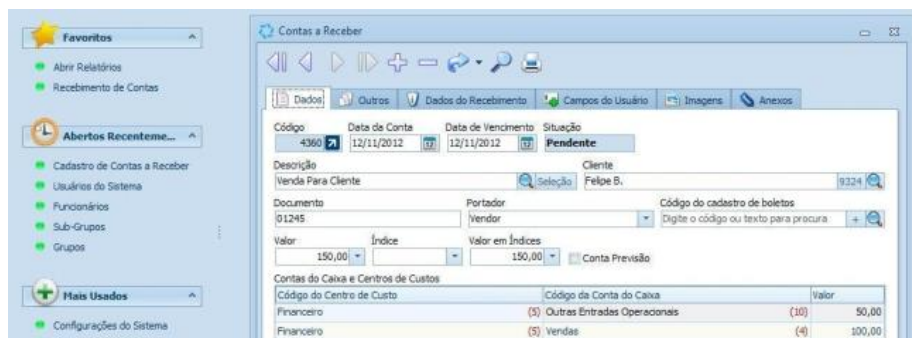 Favoritos
Abrir Relatórios
Recebimento de Contas
Abertos Recenteme...
Cadastro de Contas a Receber
Usuários do Sistema
Funcionários
Sub-Grupos
Grupos
Mais Usados
Configurações do Sistema
Contas a Receber
Dados Outros Dados do Recebimento Campos do Usuário Imagens Anexos
Código Data da Conta Data de Vencimento Situação
4360 12/11/2012 12/11/2012 Pendente
Descrição Cliente
Venda Para Cliente Seleção Felipe B. 9324
Documento Portador Código do cadastro de boletos
01245 Vendor Digite o código ou texto para procura
Valor Índice Valor em Índices
150,00 150,00 Conta Previsão
Contas do Caixa e Centros de Custos
Código do Centro de Custo Código da Conta do Caixa Valor
Financeiro (5) Outras Entradas Operacionais (10) 50,00
Financeiro (5) Vendas (4) 100,00